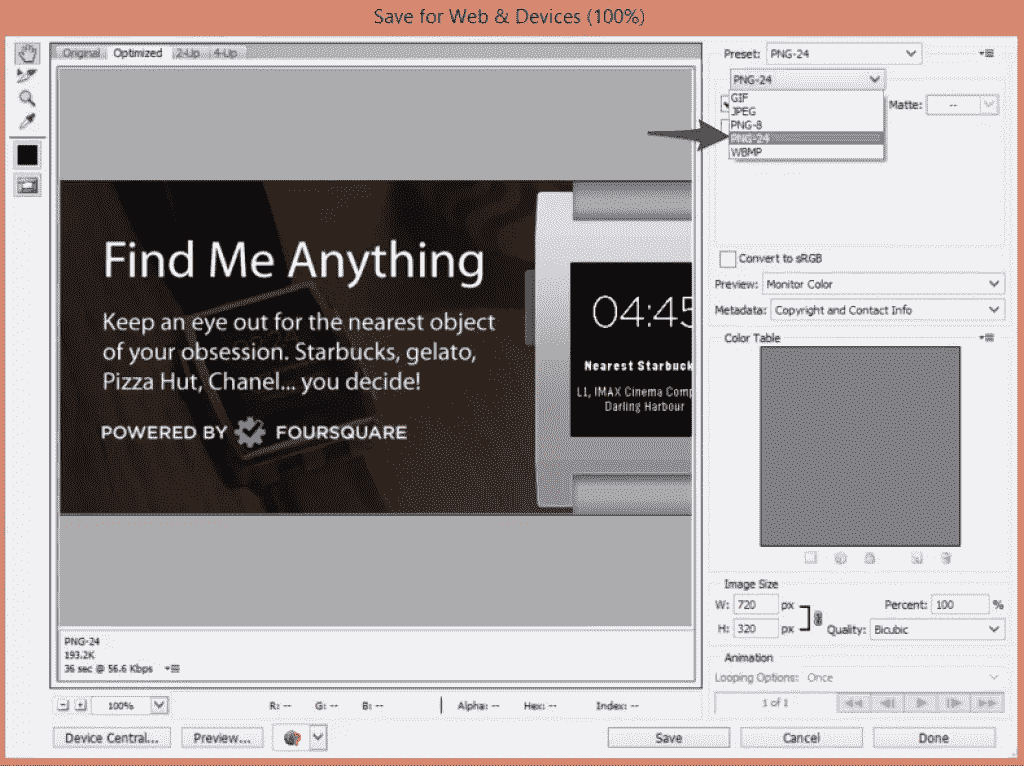 Save for Web & Devices (100%)
Original Optimized 2-Up 4-Up
Preset: PNG-24
PNG-24
GIF
JPEG
PNG-8
PNG-24
WBMP
Matte: --
Find Me Anything
Keep an eye out for the nearest object
of your obsession. Starbucks, gelato,
Pizza Hut, Chanel... you decide!
POWERED BY FOURSQUARE
04:45
Nearest Starbuck
L1, IMAX Cinema Comp
Darling Harbour
Convert to sRGB
Preview: Monitor Color
Metadata: Copyright and Contact Info
Color Table
Image Size
W: 720 px
Percent: 100 %
H: 320 px
Quality: Bicubic
PNG-24
193.2K
36 sec @ 56.6 Kbps
Animation
Looping Options: Once
1 of 1
100%
R: -- G: -- B: -- Alpha: -- Hex: -- Index: --
Device Central... Preview... Save Cancel Done